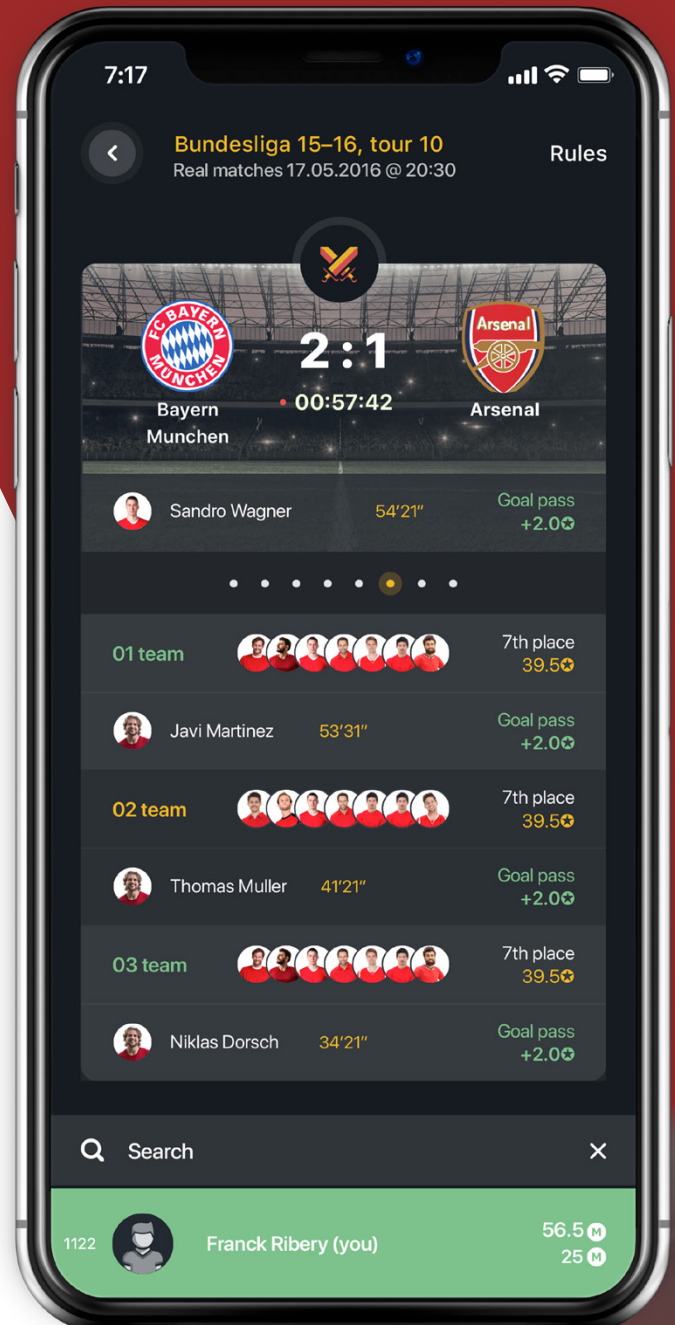 7:17
Bundesliga 15–16, tour 10
Real matches 17.05.2016 @ 20:30
Rules
FC BAYERN
MÜNCHEN
2:1
Arsenal
00:57:42
Bayern
Munchen
Arsenal
Sandro Wagner 54’21” Goal pass
+2.0
01 team 7th place
39.5
Javi Martinez 53’31” Goal pass
+2.0
02 team 7th place
39.5
Thomas Muller 41’21” Goal pass
+2.0
03 team 7th place
39.5
Niklas Dorsch 34’21” Goal pass
+2.0
Search
1122 Franck Ribery (you) 56.5 M
25 M